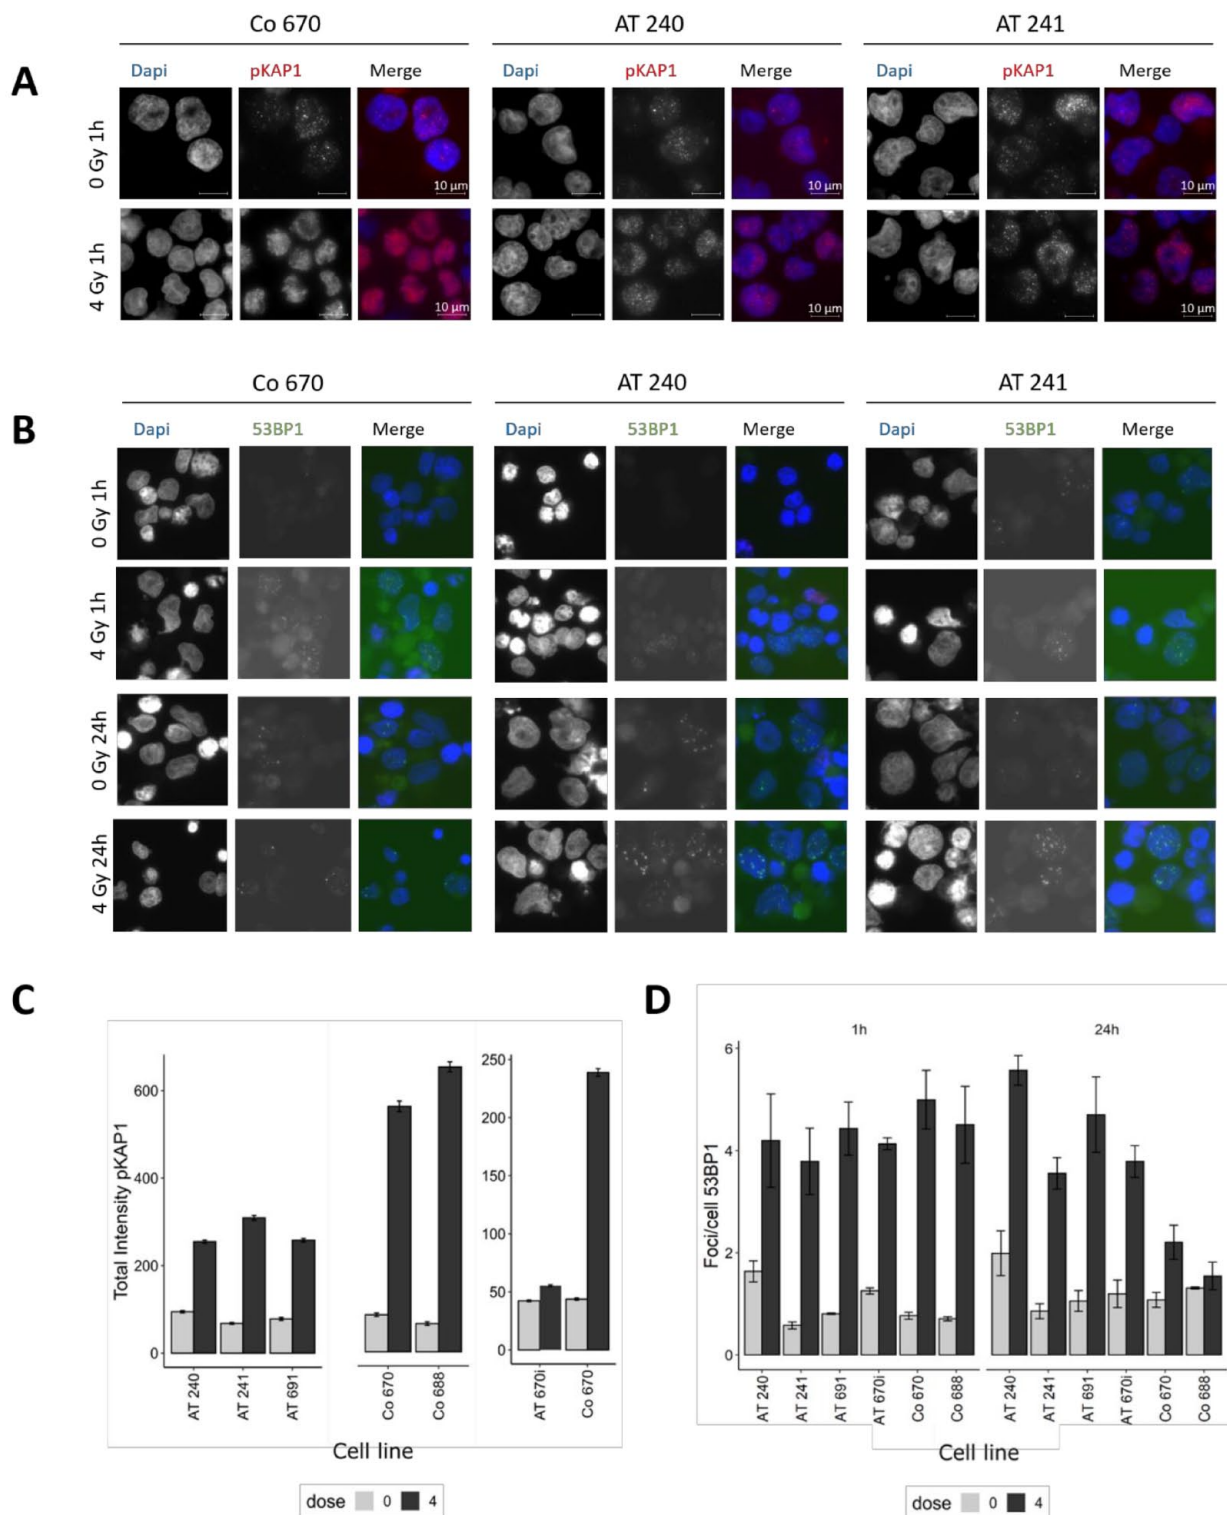 Co 670 AT 240 AT 241
A
Dapi pKAP1 Merge Dapi pKAP1 Merge Dapi pKAP1 Merge
0 Gy 1h
10 µm 10 µm 10 µm
4 Gy 1h
10 µm 10 µm 10 µm
Co 670 AT 240 AT 241
B
Dapi 53BP1 Merge Dapi 53BP1 Merge Dapi 53BP1 Merge
0 Gy 1h
4 Gy 1h
0 Gy 24h
4 Gy 24h
C
Total Intensity pKAP1
600
400
200
0
250
200
150
100
50
0
AT 240 AT 241 AT 691 Co 670 Co 688 AT 670i Co 670
Cell line
dose 0 4
D
1h 24h
Foci/cell 53BP1
6
4
2
0
AT 240 AT 241 AT 691 AT 670i Co 670 Co 688 AT 240 AT 241 AT 691 AT 670i Co 670 Co 688
Cell line
dose 0 4